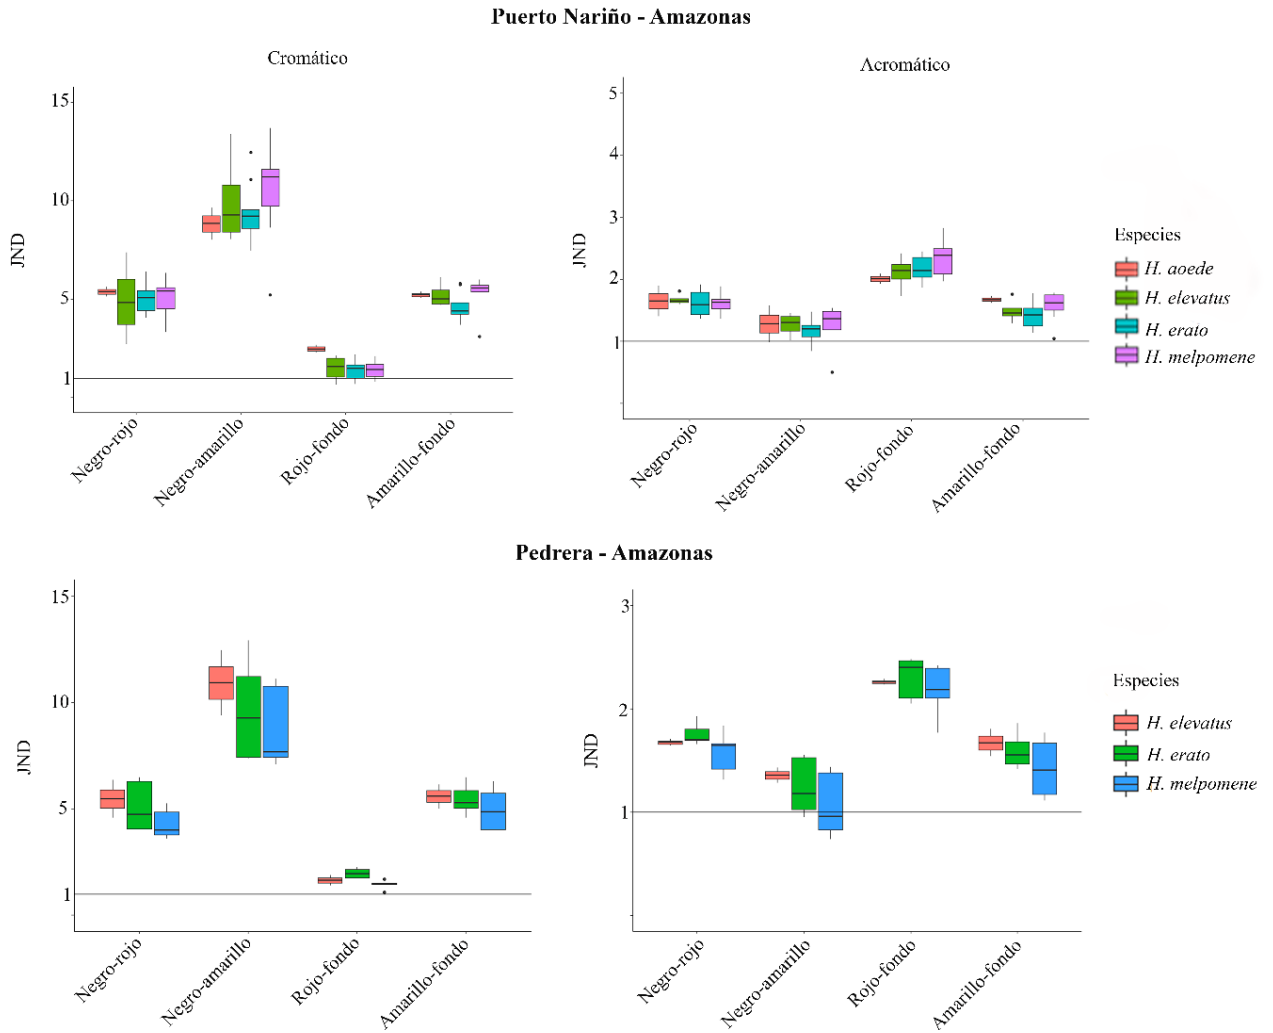 Puerto Nariño - Amazonas
Cromático
Acromático
15
10
5
1
JND
Negro-rojo
Negro-amarillo
Rojo-fondo
Amarillo-fondo
5
4
3
2
1
JND
Negro-rojo
Negro-amarillo
Rojo-fondo
Amarillo-fondo
Especies
H. aoede
H. elevatus
H. erato
H. melpomene
Pedrera - Amazonas
15
10
5
1
JND
Negro-rojo
Negro-amarillo
Rojo-fondo
Amarillo-fondo
3
2
1
JND
Negro-rojo
Negro-amarillo
Rojo-fondo
Amarillo-fondo
Especies
H. elevatus
H. erato
H. melpomene